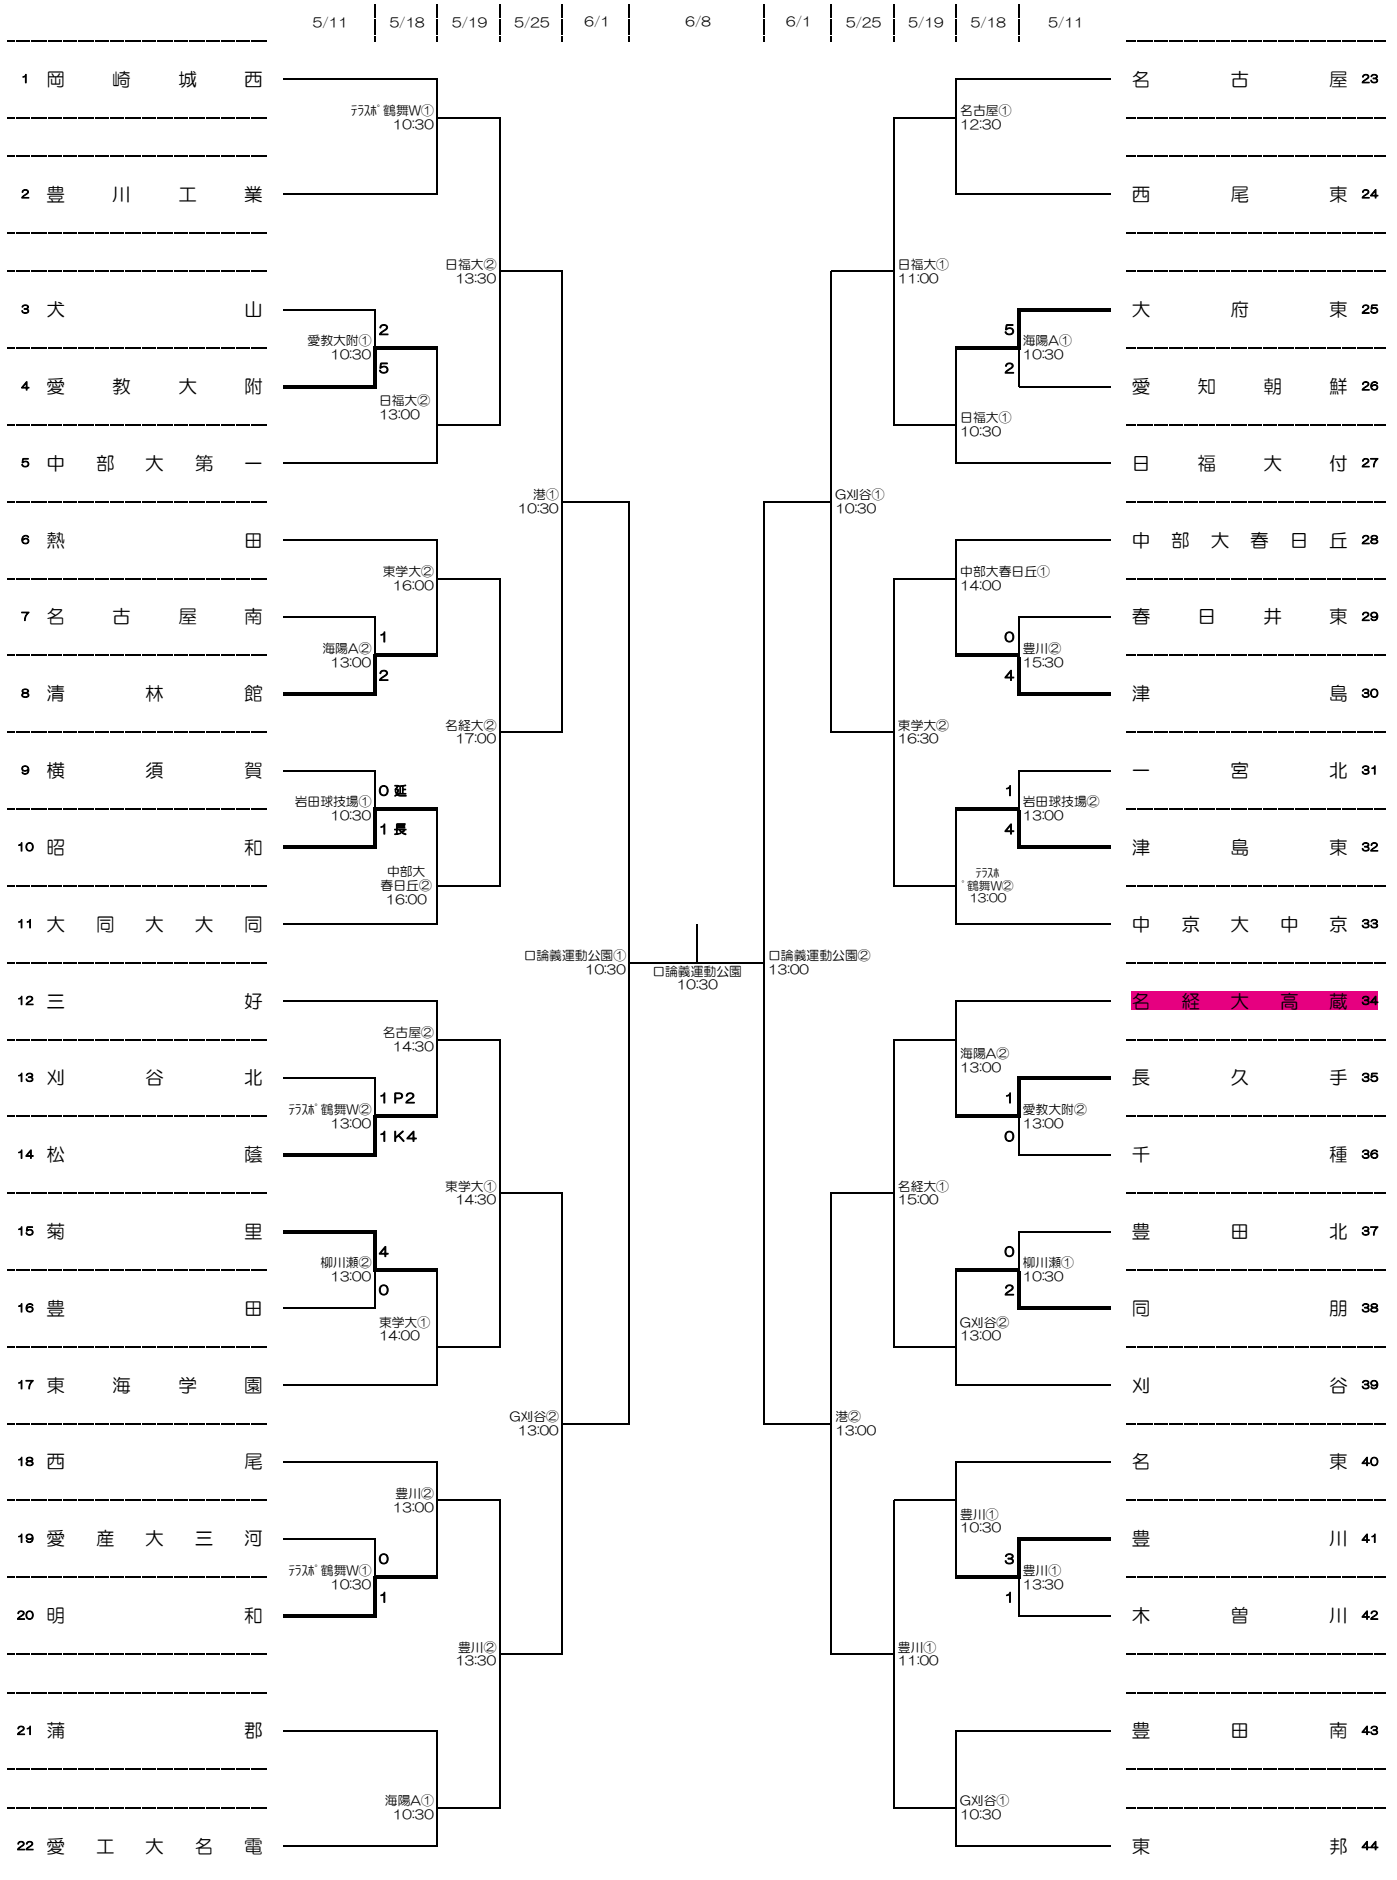 5/11 5/18 5/19 5/25 6/1 6/8 6/1 5/25 5/19 5/18 5/11
1 岡崎城西
テラスポ鶴舞W①
10:30
2 豊川工業
日福大②
13:30
3 犬山
愛教大附①
10:30
2
5
4 愛教大附
日福大②
13:00
5 中部大第一
港①
10:30
6 熱田
東学大②
16:00
7 名古屋南
海陽A②
13:00
1
2
8 清林館
名経大②
17:00
9 横須賀
岩田球技場①
10:30
0 延
1 長
10 昭和
中部大
春日丘②
16:00
11 大同大大同
口論義運動公園①
10:30
12 三好
名古屋②
14:30
13 刈谷北
テラスポ鶴舞W②
13:00
1 P2
1 K4
14 松蔭
東学大①
14:30
15 菊里
柳川瀬②
13:00
4
0
16 豊田
東学大①
14:00
17 東海学園
G刈谷②
13:00
18 西尾
豊川②
13:00
19 愛産大三河
テラスポ鶴舞W①
10:30
0
1
20 明和
豊川②
13:30
21 蒲郡
海陽A①
10:30
22 愛工大名電
口論義運動公園
10:30
名古屋 23
名古屋①
12:30
西尾東 24
日福大①
11:00
大府東 25
5
2
海陽A①
10:30
愛知朝鮮 26
日福大①
10:30
日福大付 27
G刈谷①
10:30
中部大春日丘 28
中部大春日丘①
14:00
春日井東 29
0
4
豊川②
15:30
津島 30
東学大②
16:30
一宮北 31
1
4
岩田球技場②
13:00
津島東 32
テラスポ
鶴舞W②
13:00
中京大中京 33
口論義運動公園②
13:00
名経大高蔵 34
海陽A②
13:00
長久手 35
1
0
愛教大附②
13:00
千種 36
名経大①
15:00
豊田北 37
0
2
柳川瀬①
10:30
同朋 38
G刈谷②
13:00
刈谷 39
港②
13:00
名東 40
豊川①
10:30
豊川 41
3
1
豊川①
13:30
木曽川 42
豊川①
11:00
豊田南 43
G刈谷①
10:30
東邦 44